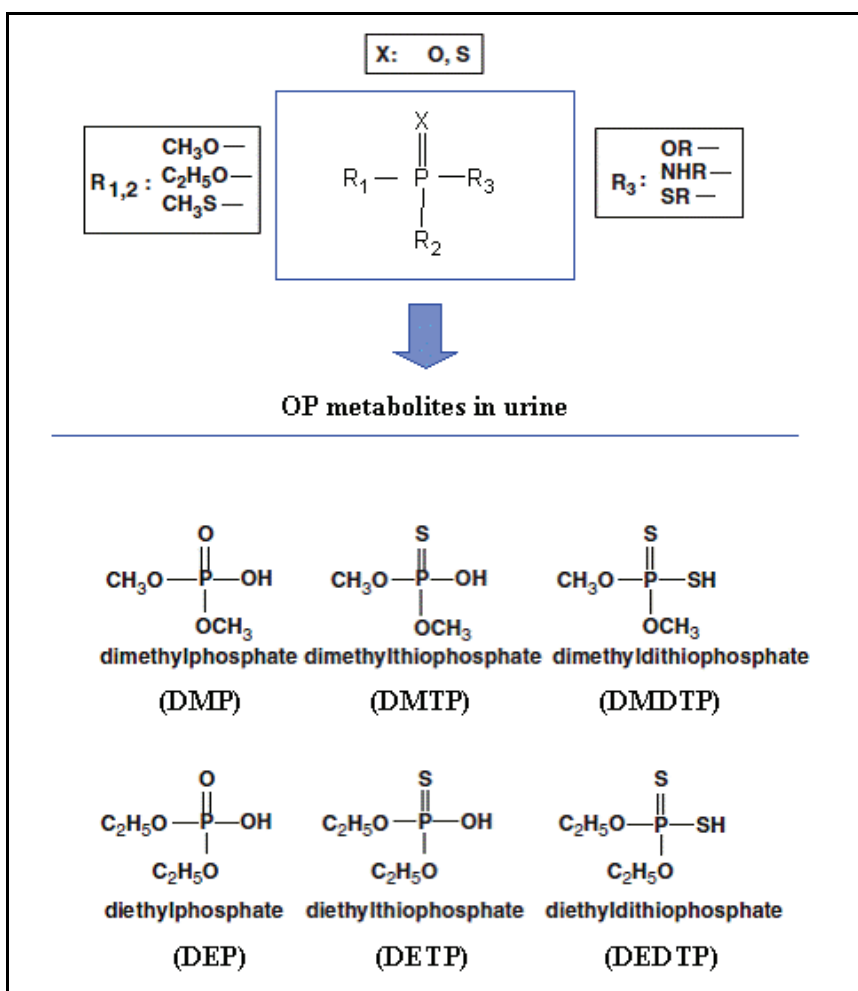 X: O, S
CH₃O—
R₁,₂ : C₂H₅O—
CH₃S—
X
R₁ — P — R₃
R₂
OR —
R₃: NHR—
SR —
OP metabolites in urine
O S S
CH₃O—P—OH CH₃O—P—OH CH₃O—P—SH
OCH₃ OCH₃ OCH₃
dimethylphosphate dimethylthiophosphate dimethyldithiophosphate
(DMP) (DMTP) (DMDTP)
O S S
C₂H₅O—P—OH C₂H₅O—P—OH C₂H₅O—P—SH
C₂H₅O C₂H₅O C₂H₅O
diethylphosphate diethylthiophosphate diethyldithiophosphate
(DEP) (DETP) (DEDTP)